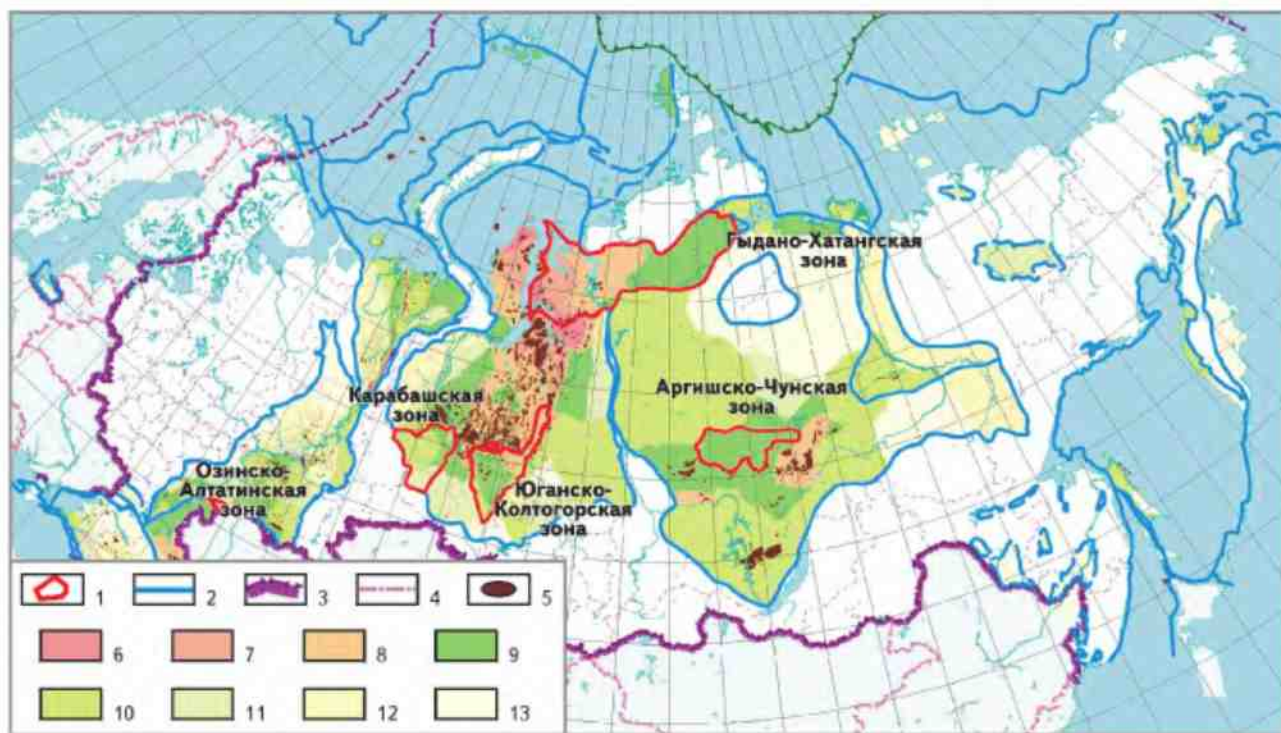 Гыдано-Хатангская
зона
Карабашская
зона
Аргишско-Чунская
зона
Озинско-
Алтатинская
зона
Юганско-
Колтогорская
зона
1 2 3 4 5
6 7 8 9
10 11 12 13